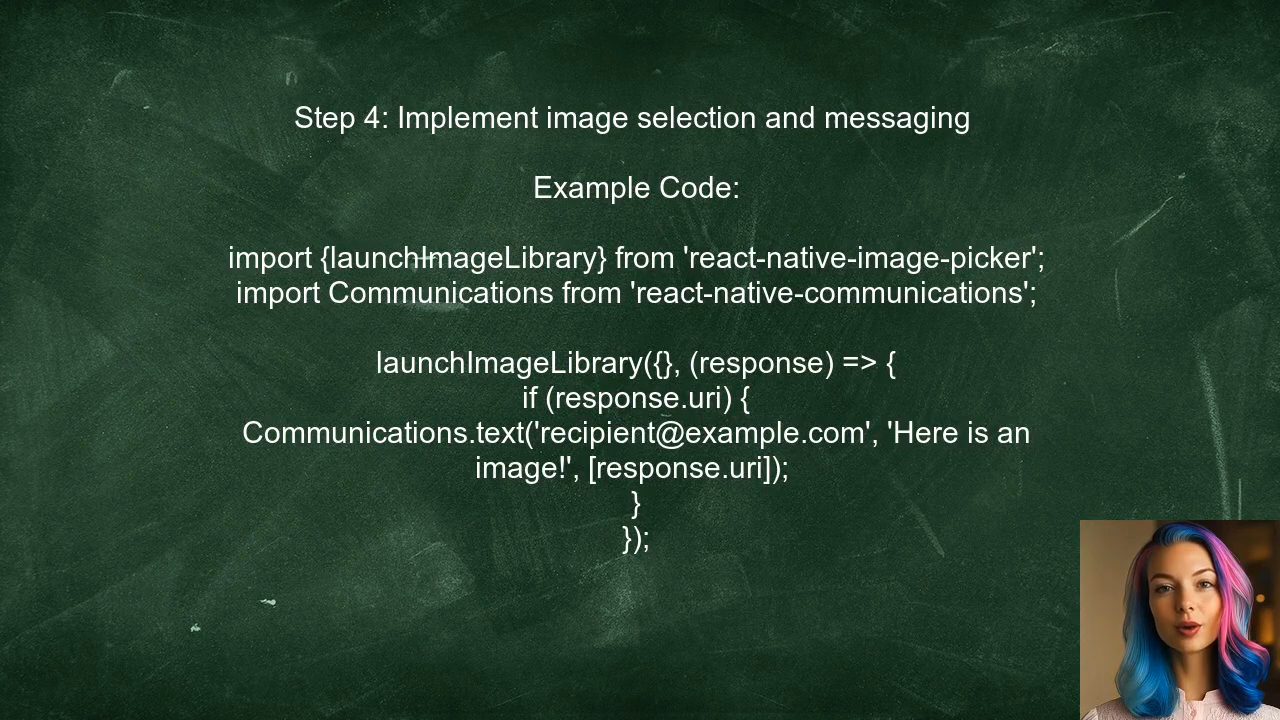 Step 4: Implement image selection and messaging
Example Code:
import {launchImageLibrary} from 'react-native-image-picker';
import Communications from 'react-native-communications';
launchImageLibrary({}, (response) => {
if (response.uri) {
Communications.text('recipient@example.com', 'Here is an
image!', [response.uri]);
}
});